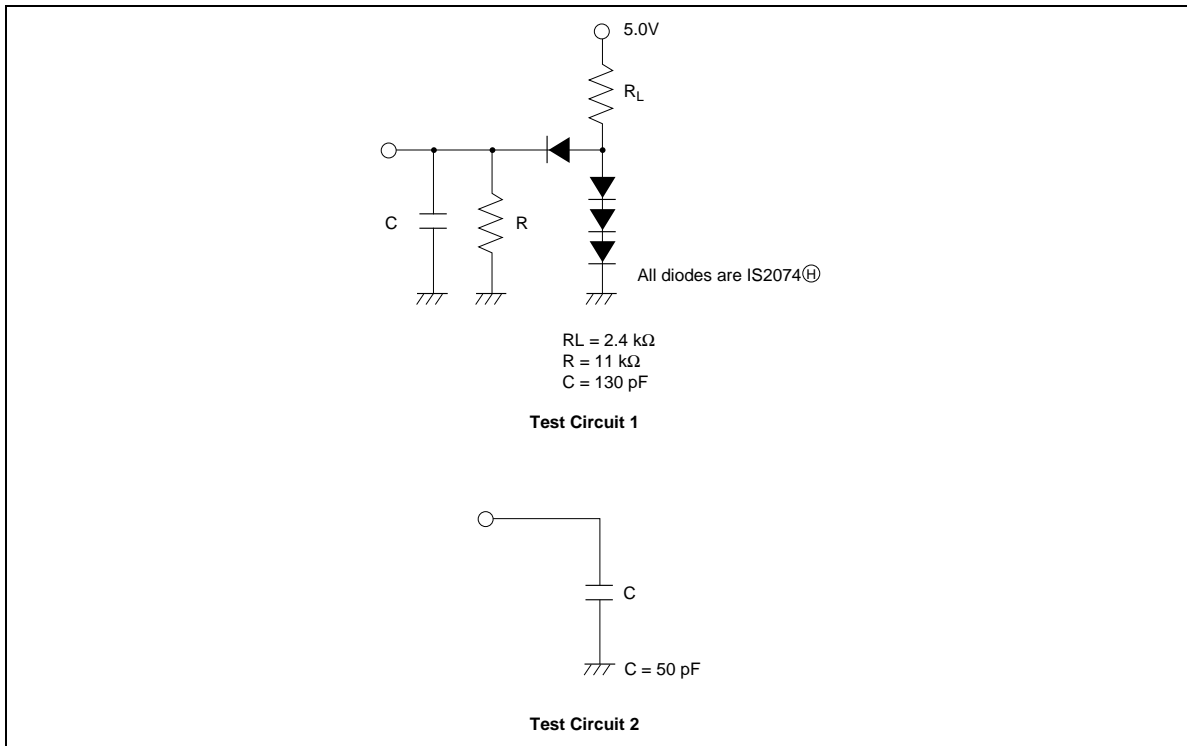 5.0V
RL
C
R
All diodes are IS2074Ⓗ
RL = 2.4 kΩ
R = 11 kΩ
C = 130 pF
Test Circuit 1
C
C = 50 pF
Test Circuit 2